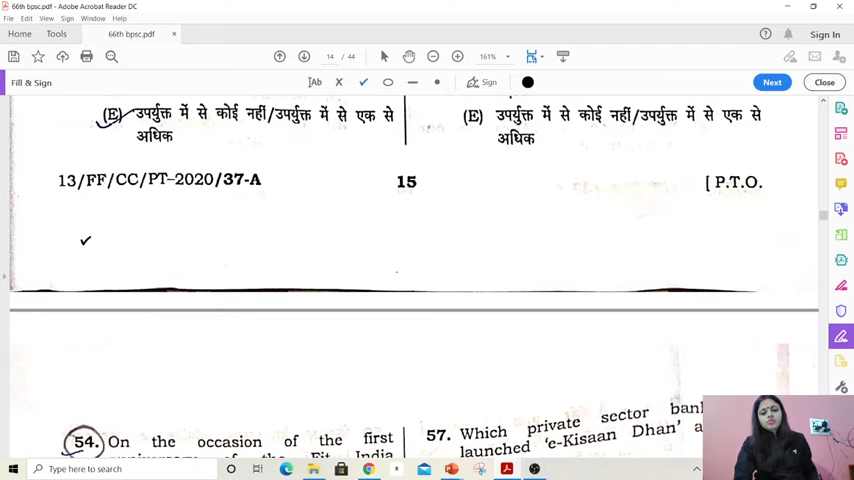 66th bpsc.pdf - Adobe Acrobat Reader DC
File Edit View Sign Window Help
Home Tools 66th bpsc.pdf × Sign In
14 / 44 161%
Fill & Sign Ab Sign Next Close
(E) उपर्युक्त में से कोई नहीं/उपर्युक्त में से एक से
अधिक
(E) उपर्युक्त में से कोई नहीं/उपर्युक्त में से एक से
अधिक
13/FF/CC/PT-2020/37-A 15 [ P.T.O.
54. On the occasion of the first
57. Which private sector
launched 'e-Kisaan Dhan'
Type here to search